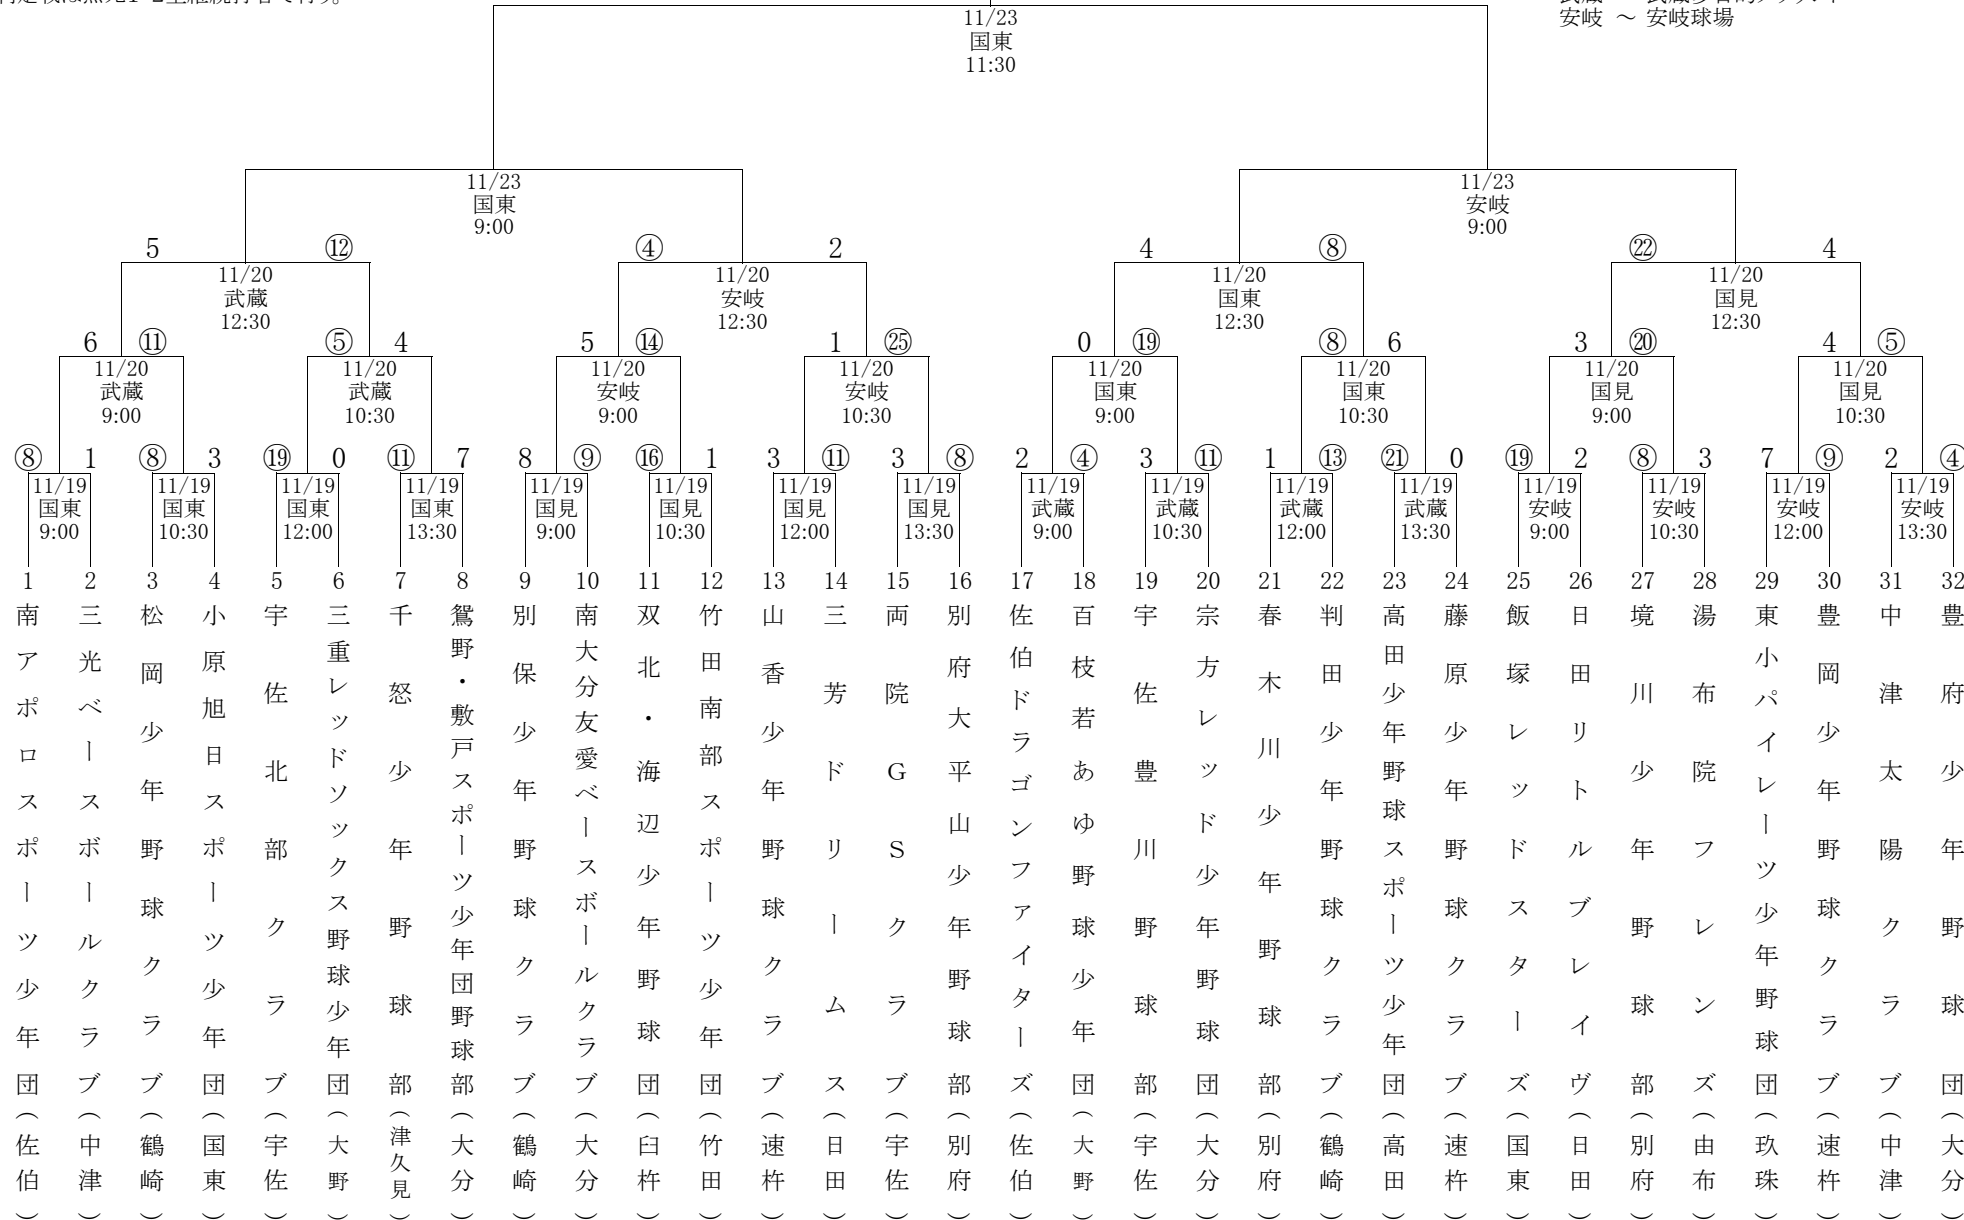 安岐 ～ 安岐球場
11/23
国東
11:30
11/23
国東
9:00
11/23
安岐
9:00
5 ⑫ ④ 2 4 ⑧ ㉒ 4
11/20 11/20 11/20 11/20
武蔵 安岐 国東 国見
12:30 12:30 12:30 12:30
6 ⑪ ⑤ 4 5 ⑭ 1 ㉕ 0 ⑲ ⑧ 6 3 ⑳ 4 ⑤
11/20 11/20 11/20 11/20 11/20 11/20 11/20 11/20
武蔵 武蔵 安岐 安岐 国東 国東 国見 国見
9:00 10:30 9:00 10:30 9:00 10:30 9:00 10:30
⑧ 1 ⑧ 3 ⑲ 0 ⑪ 7 8 ⑨ ⑯ 1 3 ⑪ 3 ⑧ 2 ④ 3 ⑪ 1 ⑬ ㉑ 0 ⑲ 2 ⑧ 3 7 ⑨ 2 ④
11/19 11/19 11/19 11/19 11/19 11/19 11/19 11/19 11/19 11/19 11/19 11/19 11/19 11/19 11/19 11/19
国東 国東 国東 国東 国見 国見 国見 国見 武蔵 武蔵 武蔵 武蔵 安岐 安岐 安岐 安岐
9:00 10:30 12:00 13:30 9:00 10:30 12:00 13:30 9:00 10:30 12:00 13:30 9:00 10:30 12:00 13:30
1 南アポロスポーツ少年団(佐伯)
2 三光ベースボールクラブ(中津)
3 松岡少年野球クラブ(鶴崎)
4 小原旭日スポーツ少年団(国東)
5 宇佐北部クラブ(宇佐)
6 三重レッドソックス野球少年団(大野)
7 千怒少年野球部(津久見)
8 鴛野・敷戸スポーツ少年団野球部(大分)
9 別保少年野球クラブ(鶴崎)
10 南大分友愛ベースボールクラブ(大分)
11 双北・海辺少年野球団(臼杵)
12 竹田南部スポーツ少年団(竹田)
13 山香少年野球クラブ(速杵)
14 三芳ドリームス(日田)
15 両院GSクラブ(宇佐)
16 別府大平山少年野球部(別府)
17 佐伯ドラゴンファイターズ(佐伯)
18 百枝若あゆ野球少年団(大野)
19 宇佐豊川野球部(宇佐)
20 宗方レッド少年野球団(大分)
21 春木川少年野球部(別府)
22 判田少年野球クラブ(鶴崎)
23 高田少年野球スポーツ少年団(高田)
24 藤原少年野球クラブ(速杵)
25 飯塚レッドスターズ(国東)
26 日田リトルブレイヴ(日田)
27 境川少年野球部(別府)
28 湯布院フレンズ(由布)
29 東小パイレーツ少年野球団(玖珠)
30 豊岡少年野球クラブ(速杵)
31 中津太陽クラブ(中津)
32 豊府少年野球団(大分)